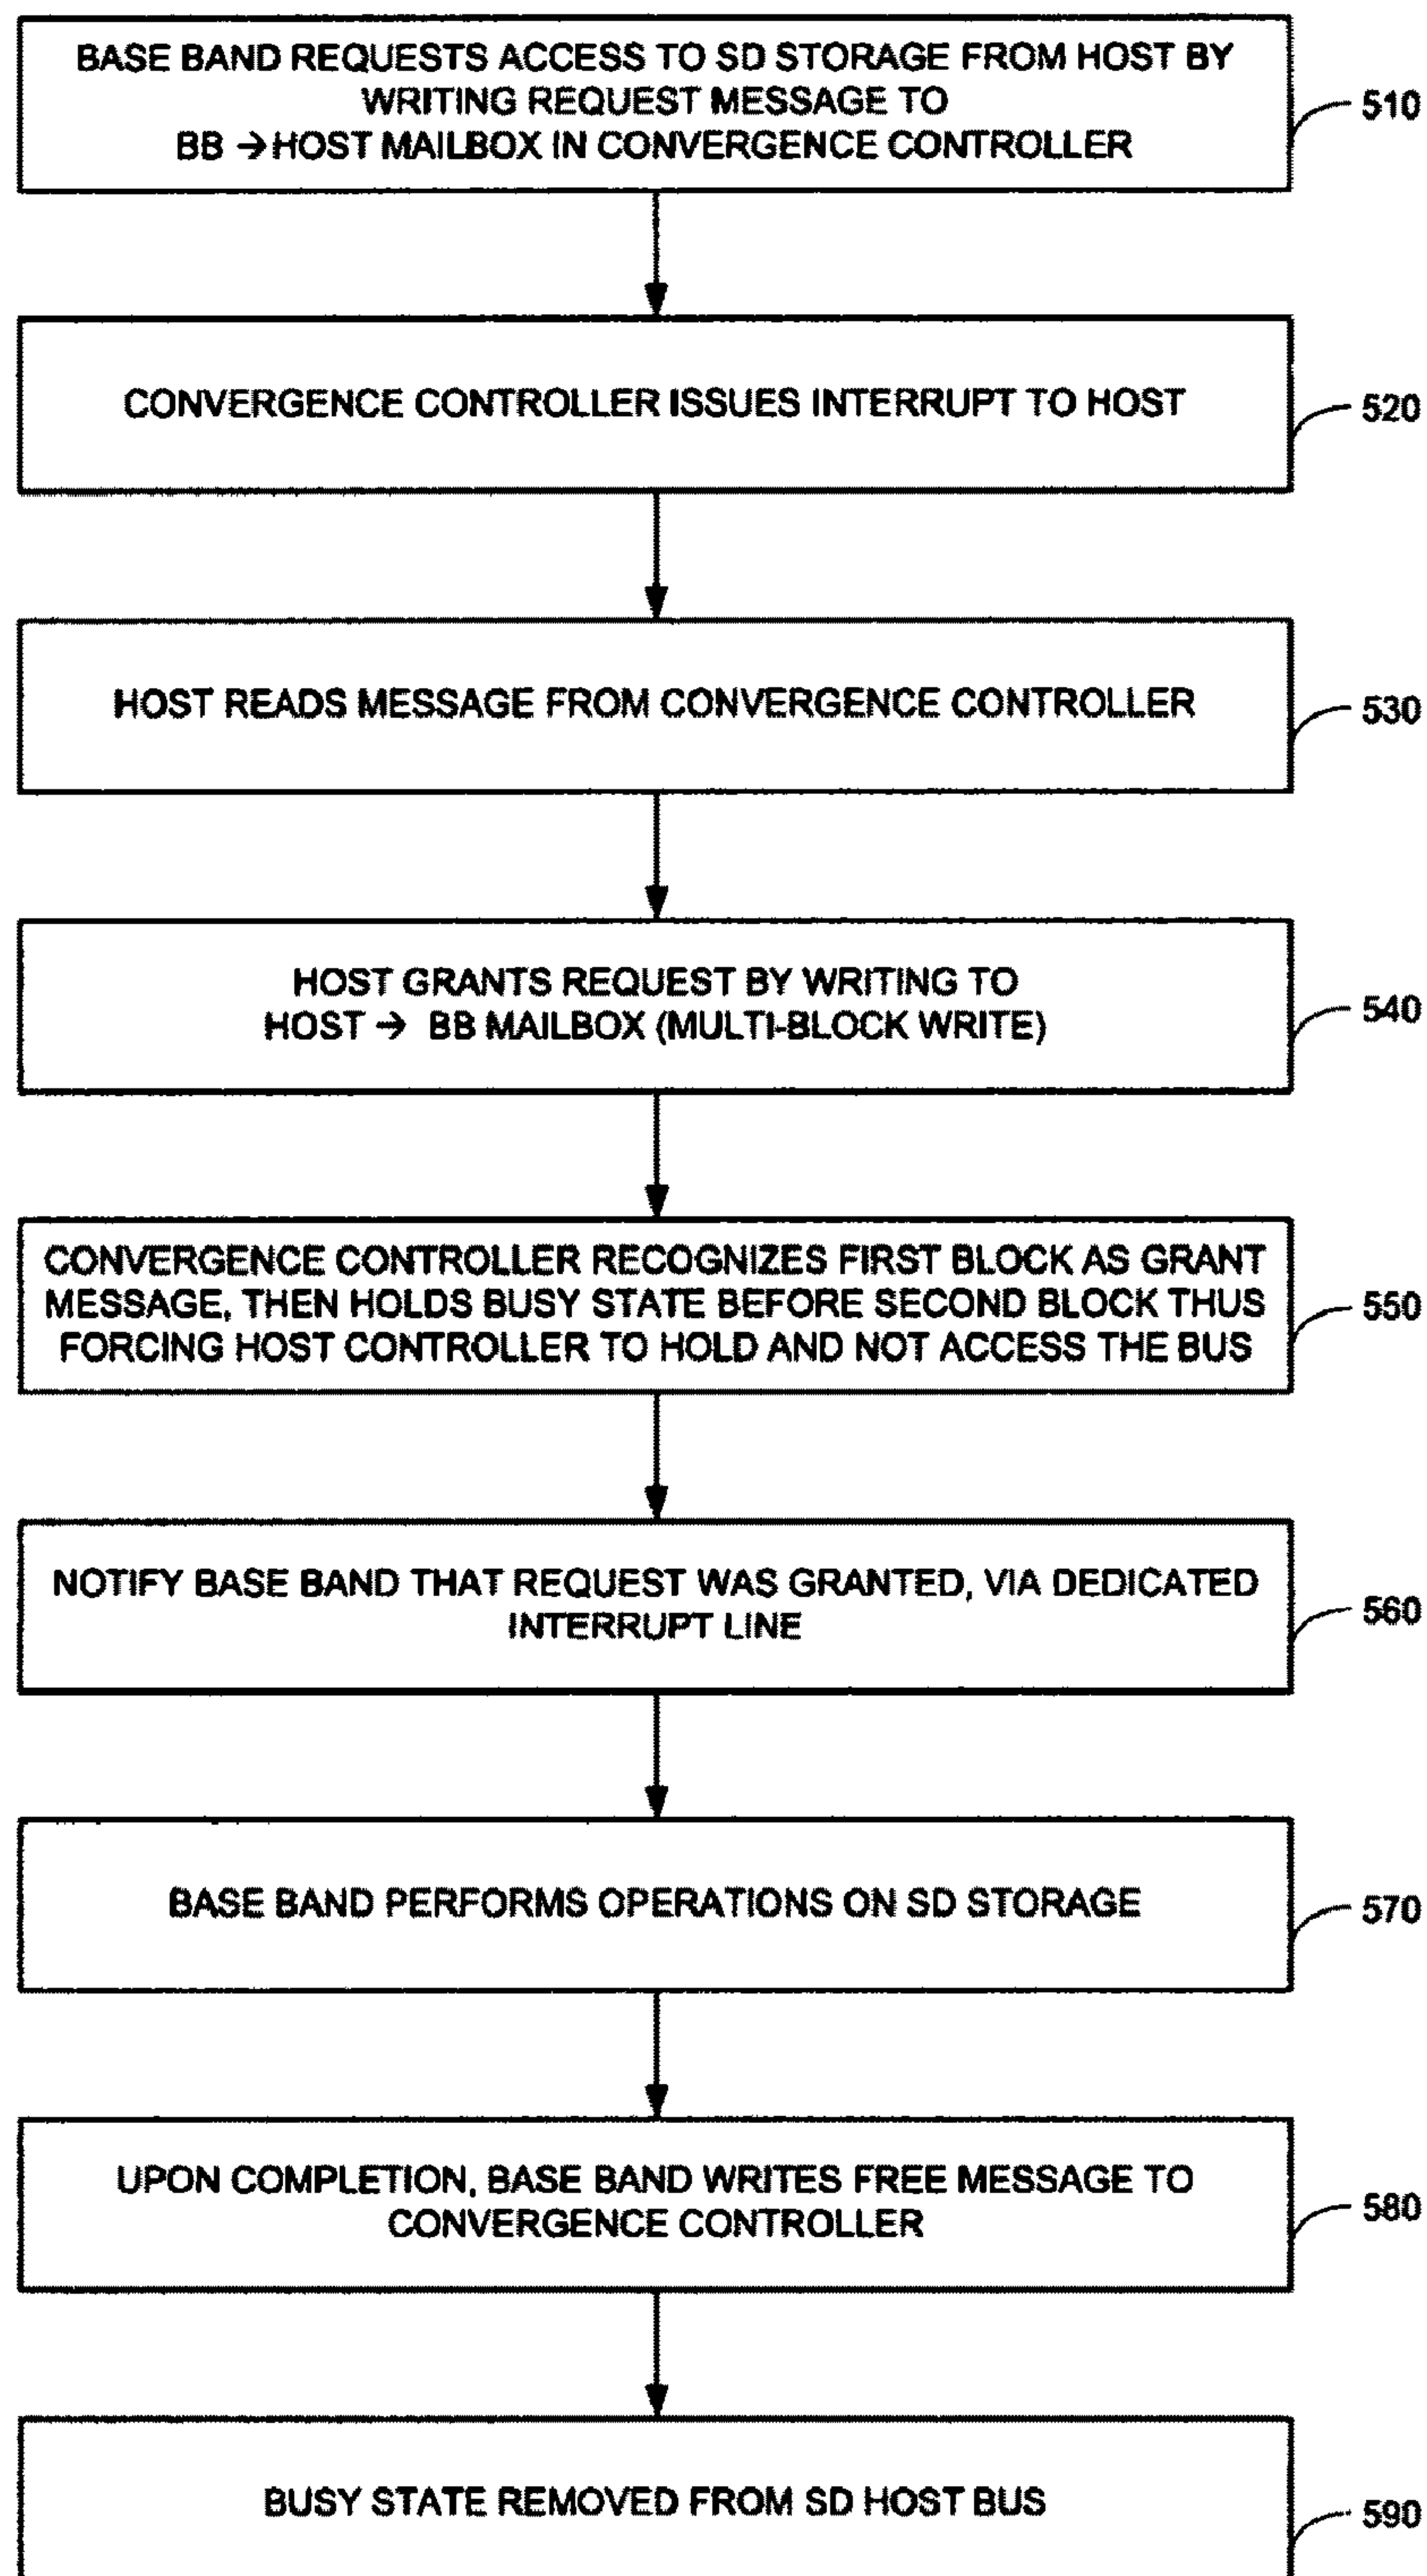 BASE BAND REQUESTS ACCESS TO SD STORAGE FROM HOST BY
WRITING REQUEST MESSAGE TO
BB →HOST MAILBOX IN CONVERGENCE CONTROLLER
510
CONVERGENCE CONTROLLER ISSUES INTERRUPT TO HOST
520
HOST READS MESSAGE FROM CONVERGENCE CONTROLLER
530
HOST GRANTS REQUEST BY WRITING TO
HOST → BB MAILBOX (MULTI-BLOCK WRITE)
540
CONVERGENCE CONTROLLER RECOGNIZES FIRST BLOCK AS GRANT
MESSAGE, THEN HOLDS BUSY STATE BEFORE SECOND BLOCK THUS
FORCING HOST CONTROLLER TO HOLD AND NOT ACCESS THE BUS
550
NOTIFY BASE BAND THAT REQUEST WAS GRANTED, VIA DEDICATED
INTERRUPT LINE
560
BASE BAND PERFORMS OPERATIONS ON SD STORAGE
570
UPON COMPLETION, BASE BAND WRITES FREE MESSAGE TO
CONVERGENCE CONTROLLER
580
BUSY STATE REMOVED FROM SD HOST BUS
590